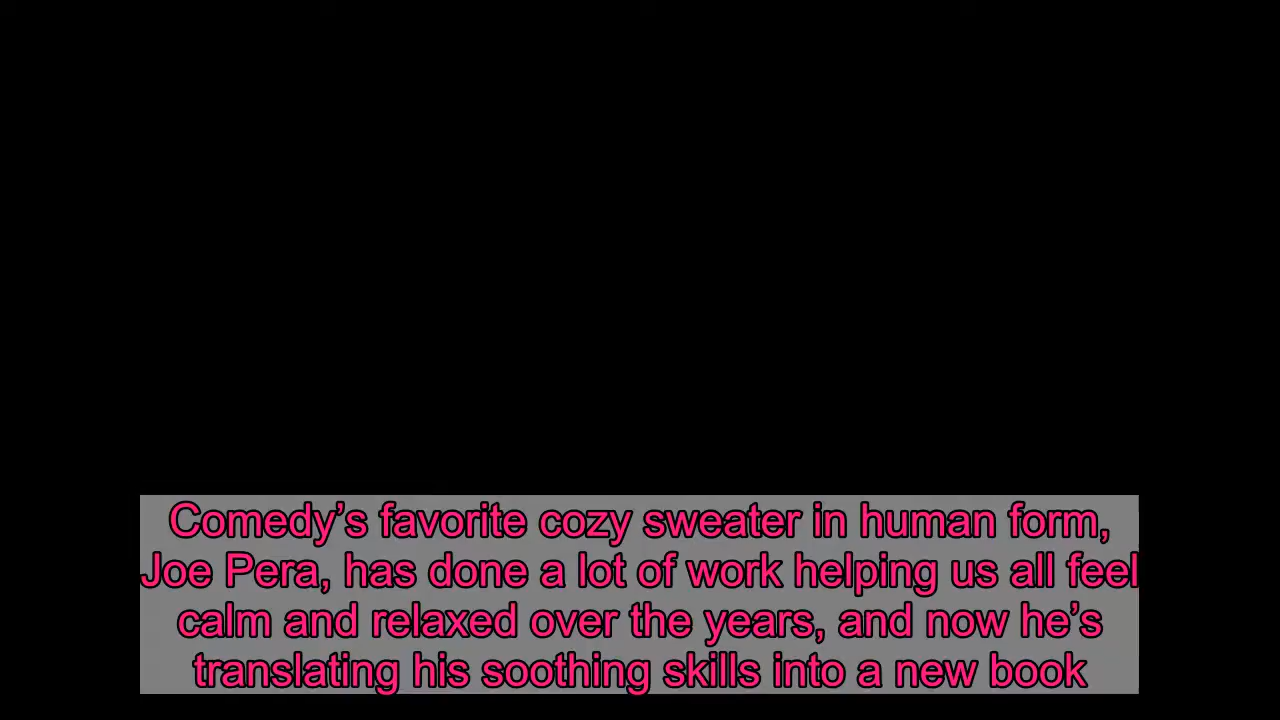 Comedy’s favorite cozy sweater in human form,
Joe Pera, has done a lot of work helping us all feel
calm and relaxed over the years, and now he’s
translating his soothing skills into a new book